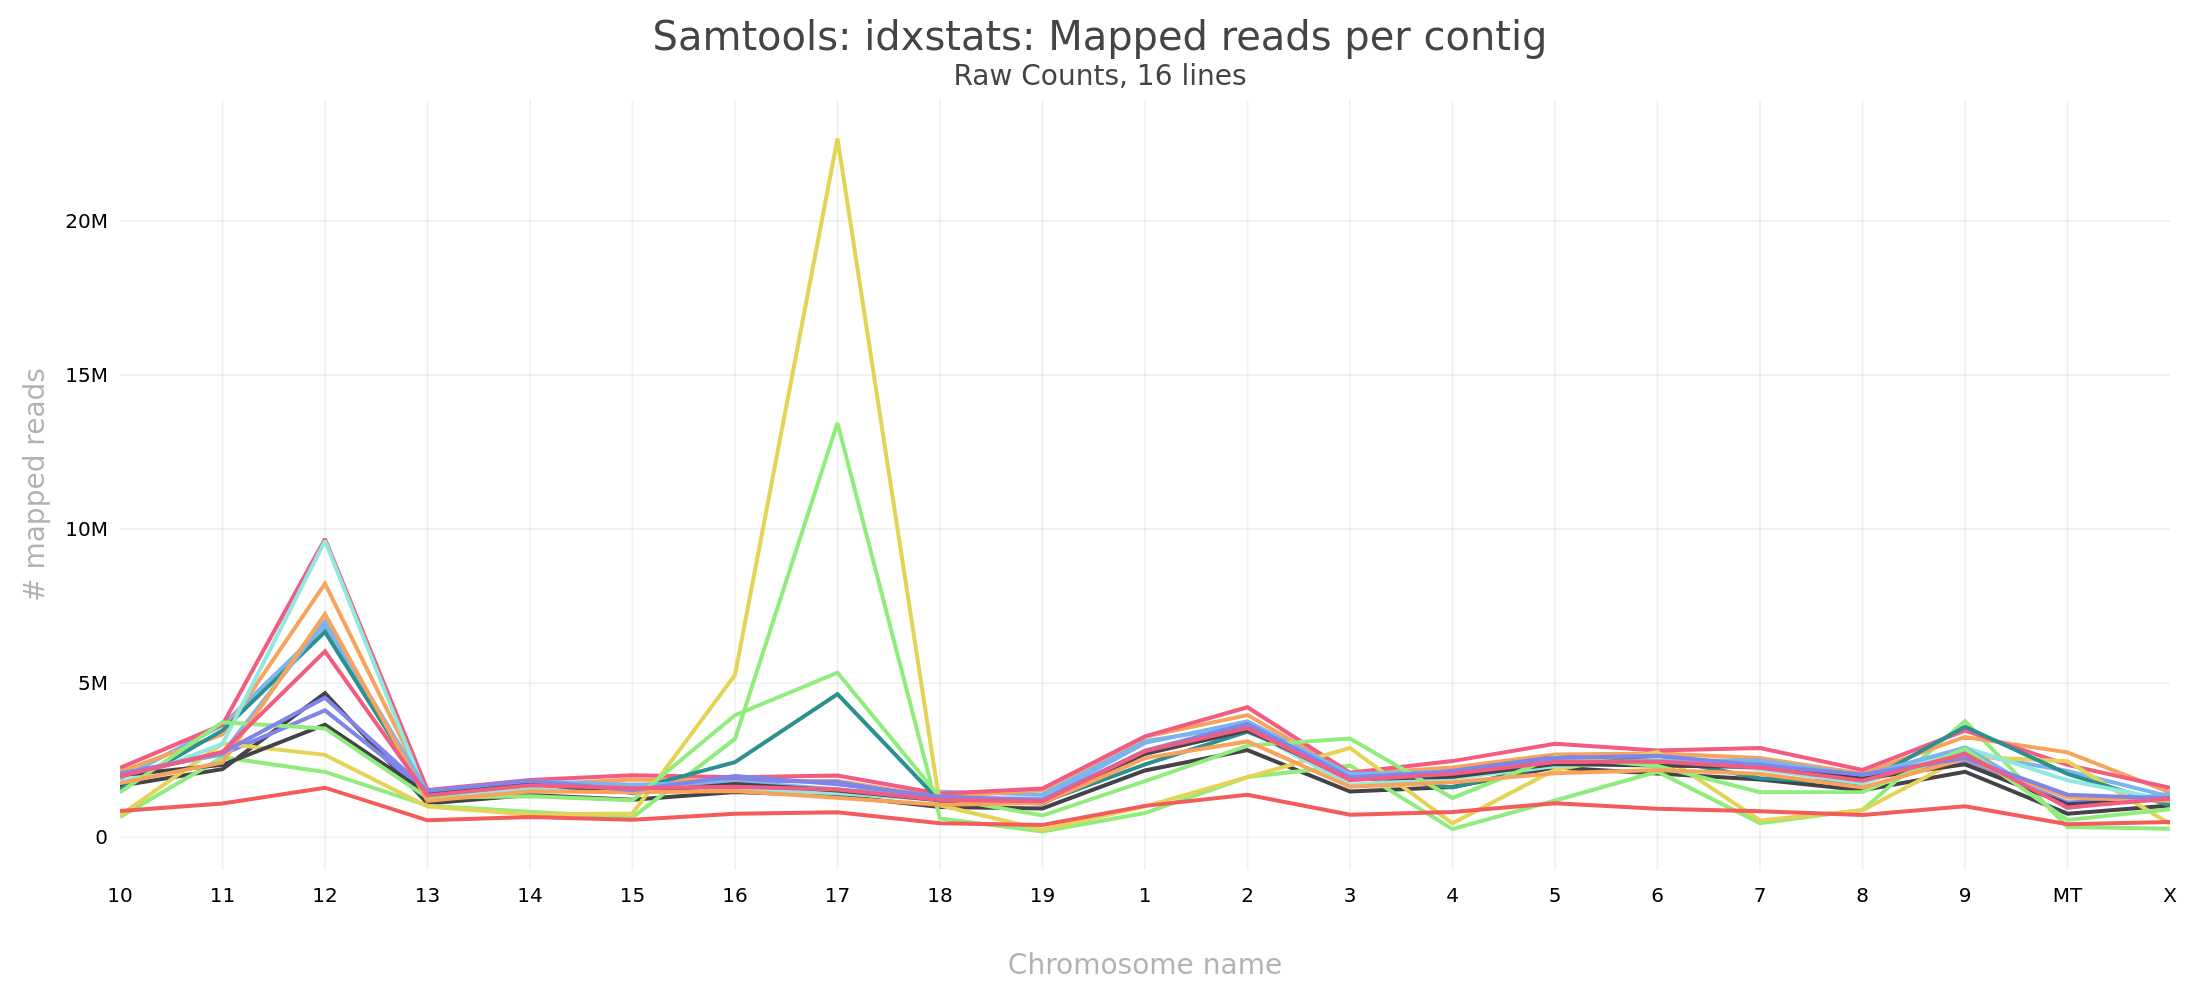 Samtools: idxstats: Mapped reads per contig
Raw Counts, 16 lines
# mapped reads
20M
15M
10M
5M
0
10 11 12 13 14 15 16 17 18 19 1 2 3 4 5 6 7 8 9 MT X
Chromosome name